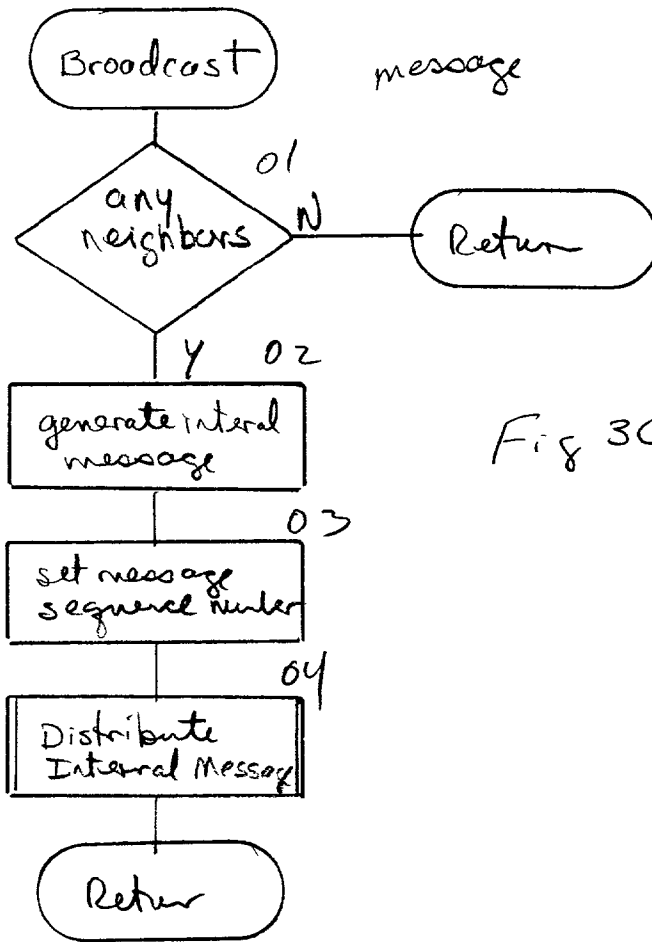 Broadcast
message
01
any
neighbors
N
Return
Y
02
generate interal
message
Fig 30
03
set message
sequence number
04
Distribute
Internal Message
Return